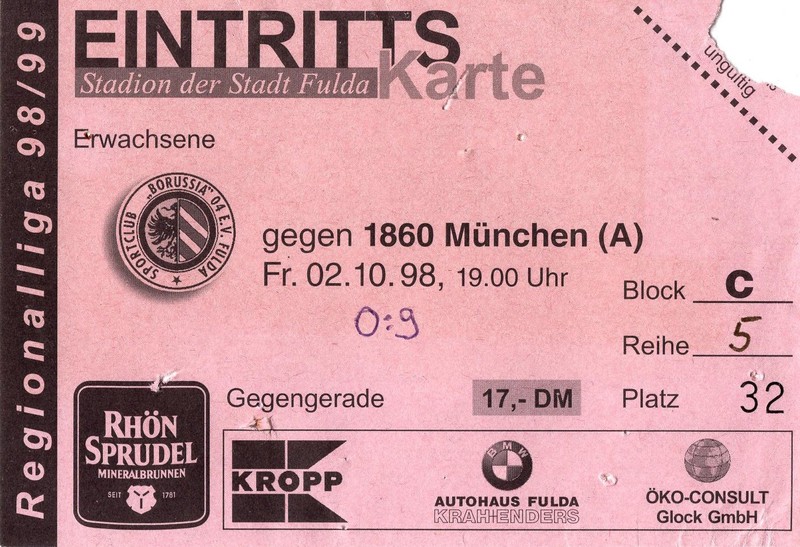 Regionalliga 98/99
EINTRITTS
Karte
Stadion der Stadt Fulda
ungültig
Erwachsene
SPORTCLUB „BORUSSIA” 04 E.V. FULDA
gegen 1860 München (A)
Fr. 02.10.98, 19.00 Uhr
0:9
Block C
Reihe 5
Platz 32
Gegengerade
17,- DM
RHÖN
SPRUDEL
MINERALBRUNNEN
SEIT 1781
KROPP
BMW
AUTOHAUS FULDA
KRAHENDERS
ÖKO-CONSULT
Glock GmbH